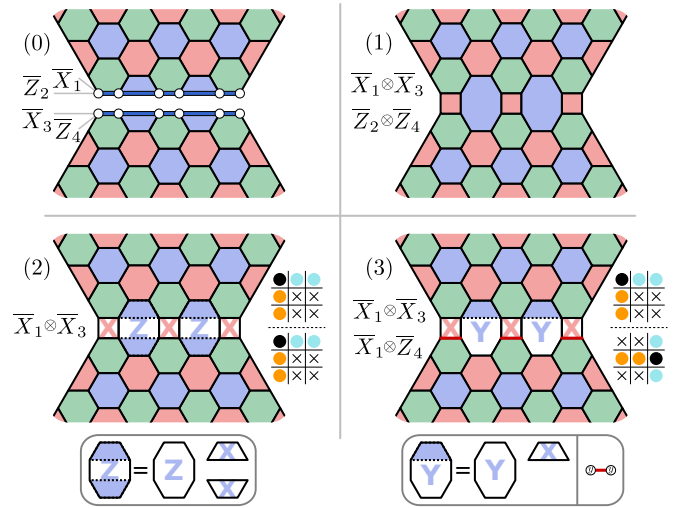 (0)
X̅₁
Z̅₂
X̅₃
Z̅₄
(1)
X̅₁⊗X̅₃
Z̅₂⊗Z̅₄
(2)
X̅₁⊗X̅₃
X Z X Z X
× ×
× ×
× ×
× ×
(3)
X̅₁⊗X̅₃
X̅₁⊗Z̅₄
X Y X Y X
× ×
× ×
× ×
× ×
Z = Z X
X
Y = Y X